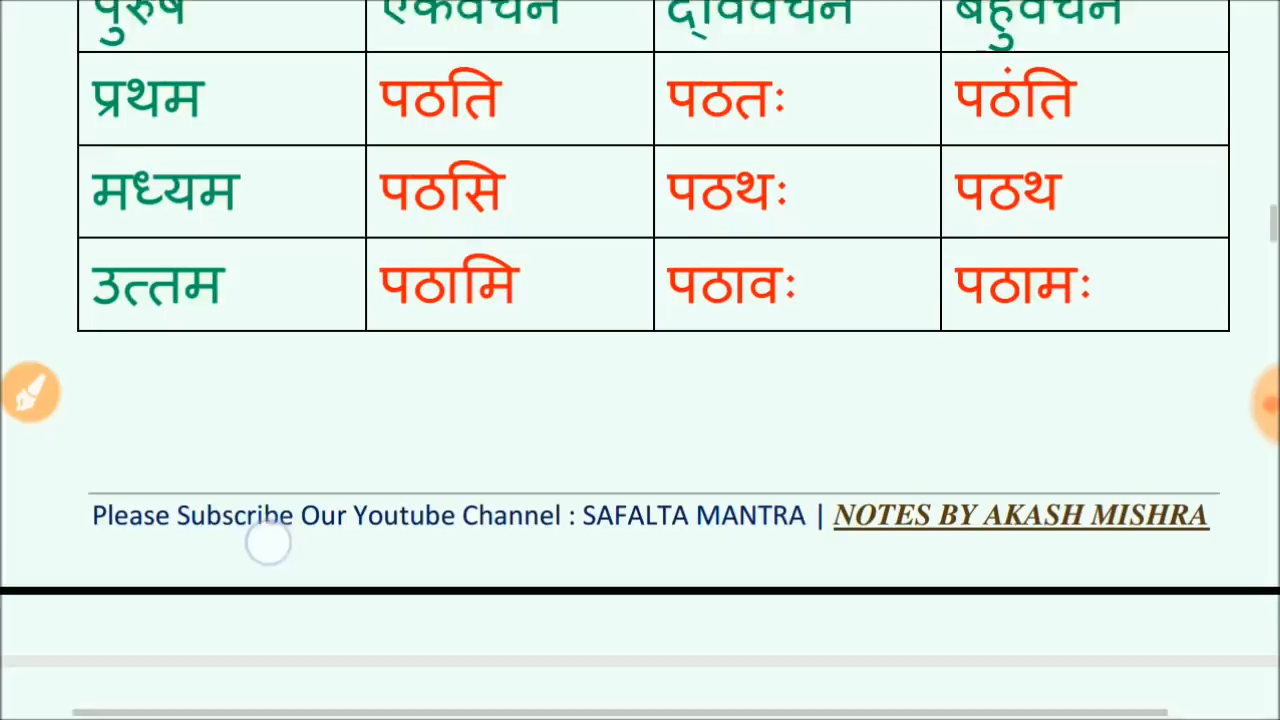 पुरुष एकवचन द्विवचन बहुवचन
प्रथम पठति पठतः पठंति
मध्यम पठसि पठथः पठथ
उत्तम पठामि पठावः पठामः
Please Subscribe Our Youtube Channel : SAFALTA MANTRA | NOTES BY AKASH MISHRA